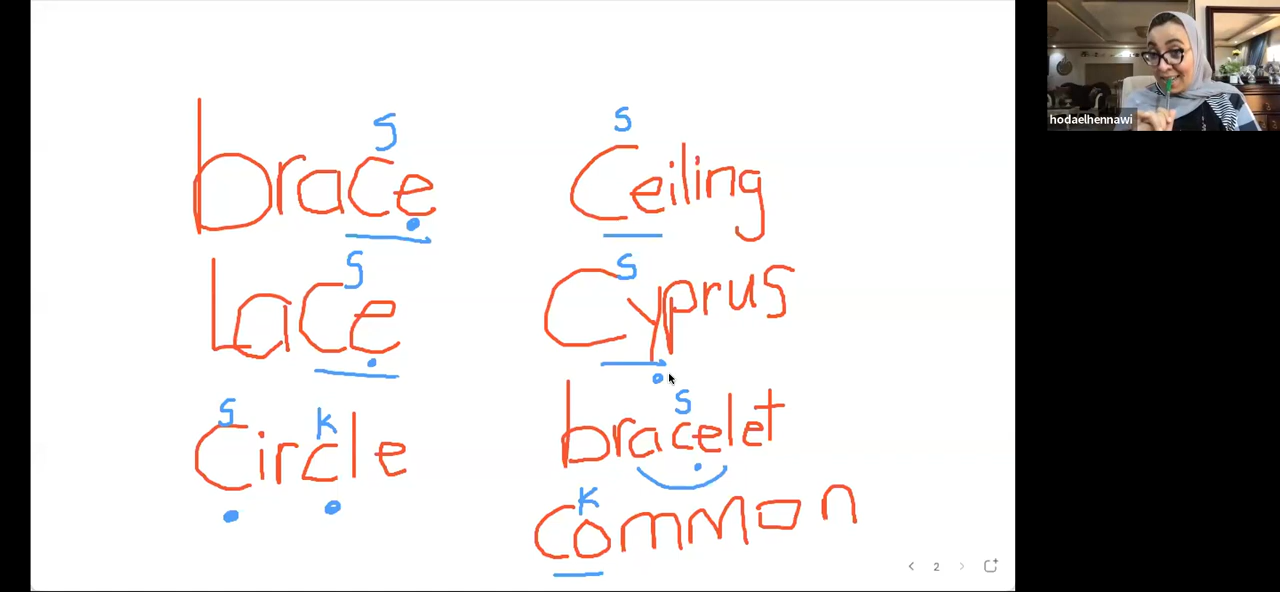 S
brace
S
Lace
S K
Circle
S
Ceiling
S
Cyprus
S
bracelet
K
common
hodaelhennawi
2